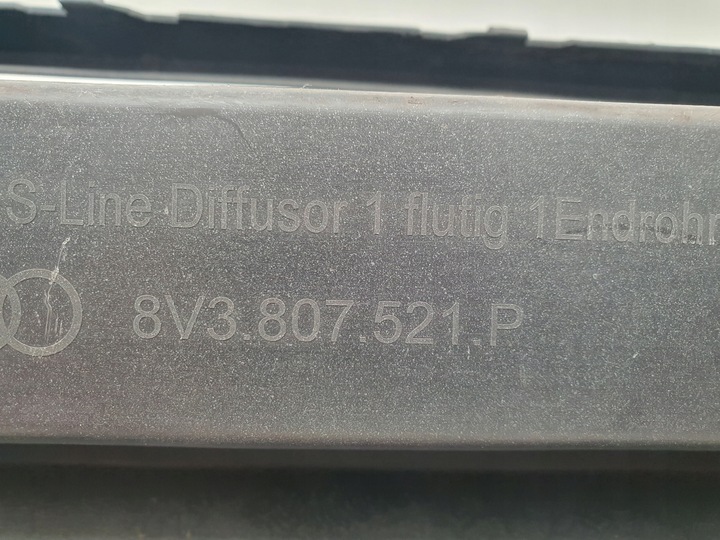 S-Line Diffusor 1 flutig 1Endrohr
8V3.807.521.P